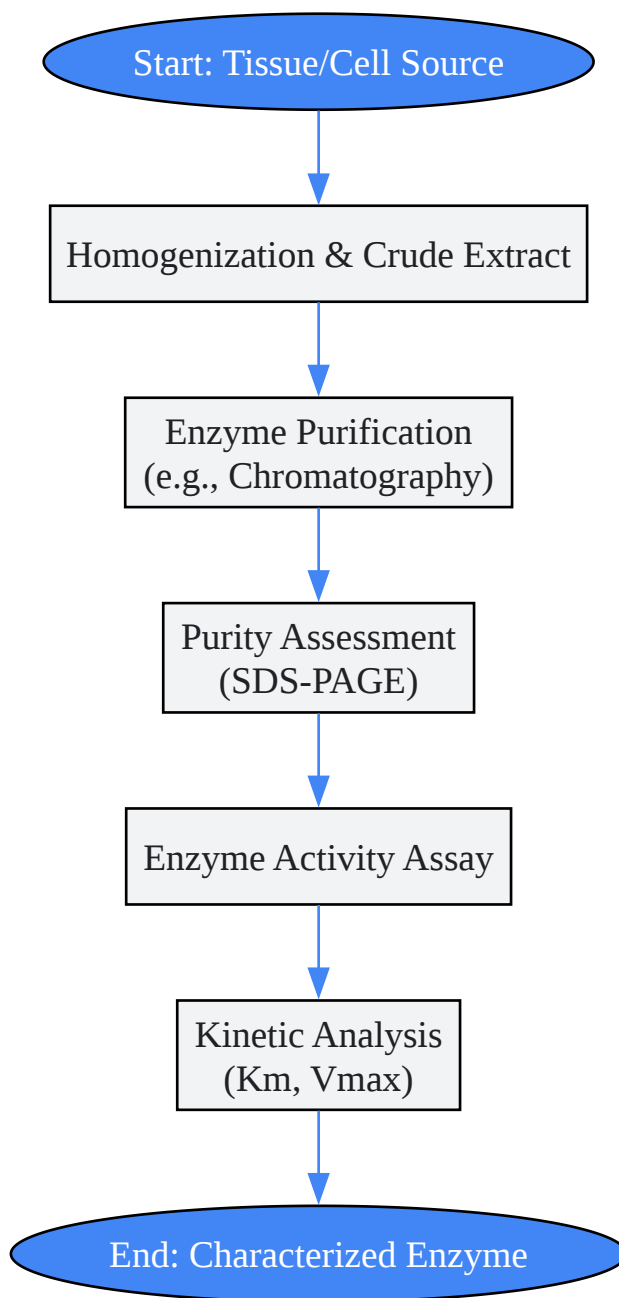 Start: Tissue/Cell Source
Homogenization & Crude Extract
Enzyme Purification
(e.g., Chromatography)
Purity Assessment
(SDS-PAGE)
Enzyme Activity Assay
Kinetic Analysis
(Km, Vmax)
End: Characterized Enzyme